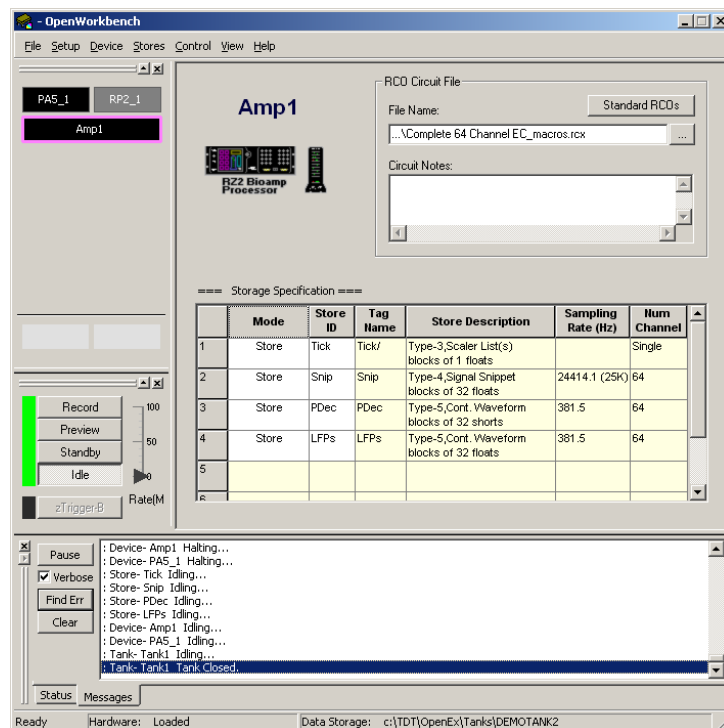 - OpenWorkbench
File Setup Device Stores Control View Help
PA5_1 RP2_1
Amp1
Amp1
RZ2 Bioamp
Processor
RCO Circuit File
File Name:
Standard RCOs
...\Complete 64 Channel EC_macros.rcx
...
Circuit Notes:
=== Storage Specification ===
Mode Store ID Tag Name Store Description Sampling Rate (Hz) Num Channel
1 Store Tick Tick/ Type-3,Scaler List(s) Single
blocks of 1 floats
2 Store Snip Snip Type-4,Signal Snippet 24414.1 (25K) 64
blocks of 32 floats
3 Store PDec PDec Type-5,Cont. Waveform 381.5 64
blocks of 32 shorts
4 Store LFPs LFPs Type-5,Cont. Waveform 381.5 64
blocks of 32 floats
5
6
Record
Preview
Standby
Idle
100
50
0
zTrigger-B
Rate(M
Pause
Verbose
Find Err
Clear
: Device- Amp1 Halting...
: Device- PA5_1 Halting...
: Store- Tick Idling...
: Store- Snip Idling...
: Store- PDec Idling...
: Store- LFPs Idling...
: Device- Amp1 Idling...
: Device- PA5_1 Idling...
: Tank- Tank1 Idling...
: Tank- Tank1 Tank Closed.
Status Messages
Ready Hardware: Loaded Data Storage: c:\TDT\OpenEx\Tanks\DEMOTANK2